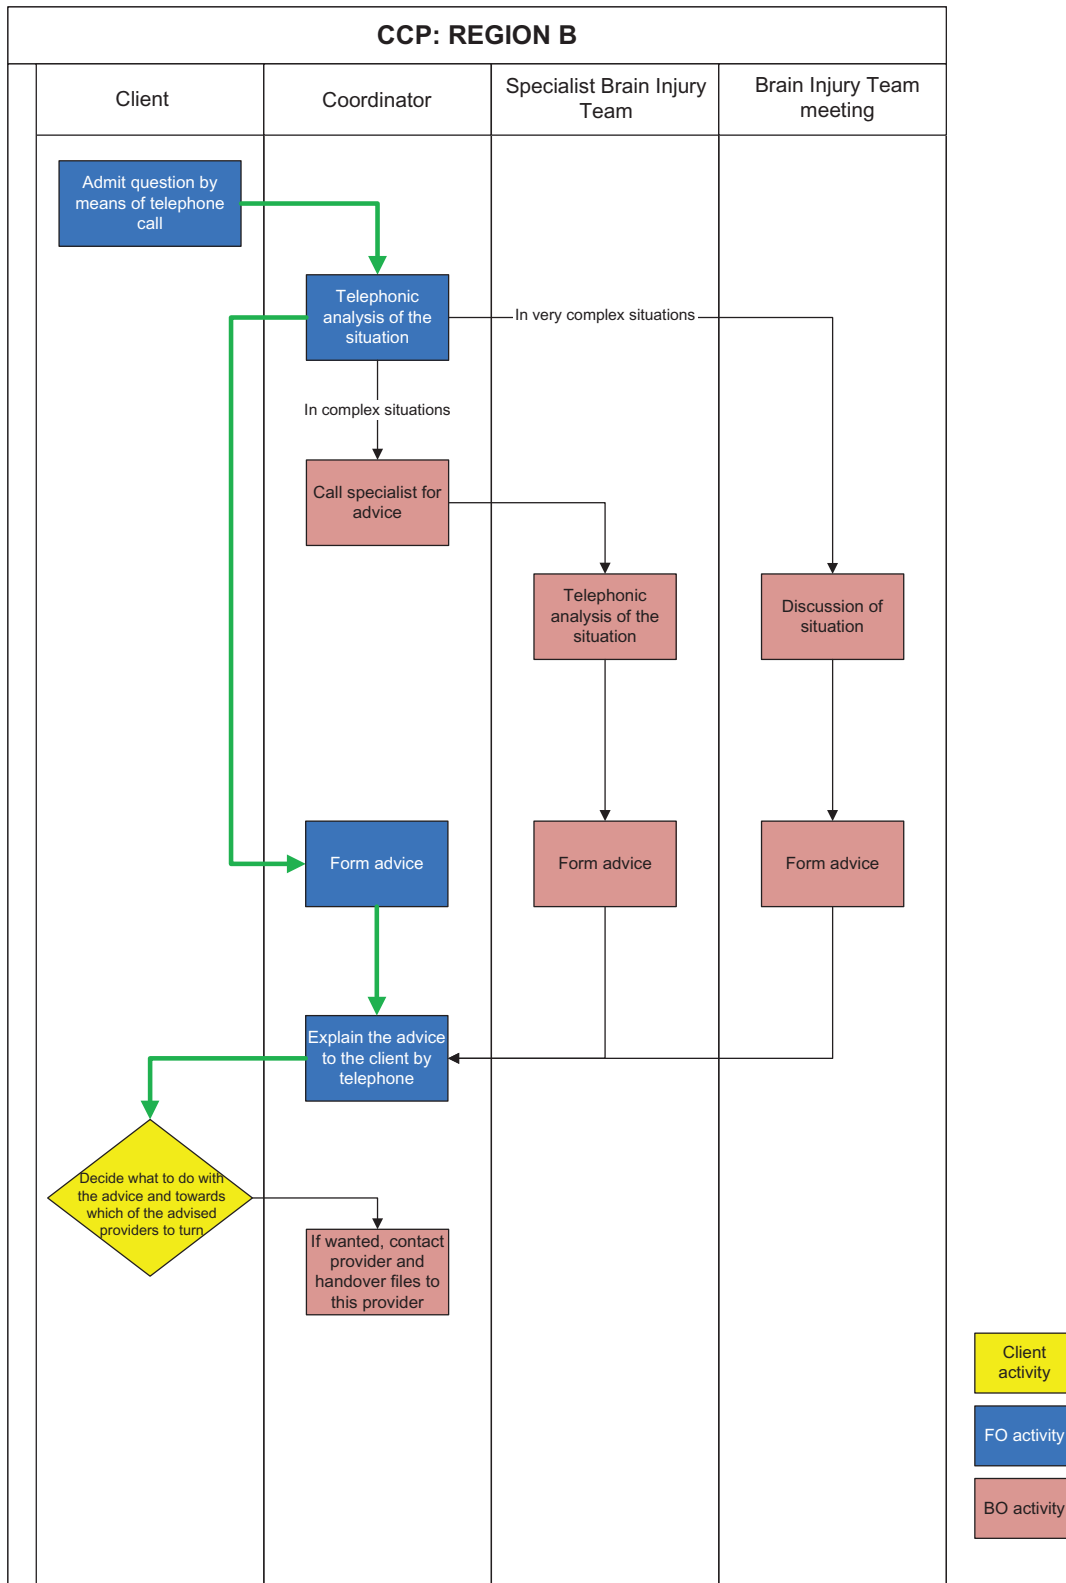 CCP: REGION B
Client
Coordinator
Specialist Brain Injury
Team
Brain Injury Team
meeting
Admit question by
means of telephone
call
Telephonic
analysis of the
situation
In very complex situations
In complex situations
Call specialist for
advice
Telephonic
analysis of the
situation
Discussion of
situation
Form advice
Form advice
Form advice
Explain the advice
to the client by
telephone
Decide what to do with
the advice and towards
which of the advised
providers to turn
If wanted, contact
provider and
handover files to
this provider
Client
activity
FO activity
BO activity